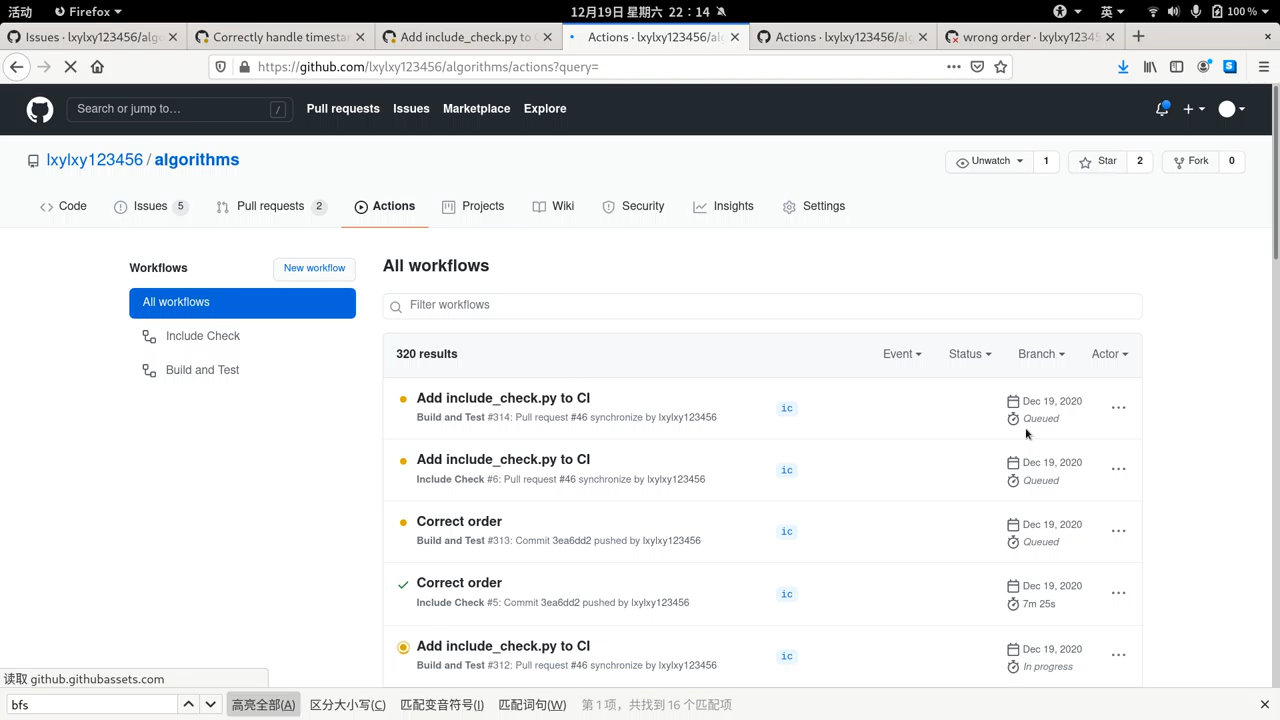 活动 Firefox 12月19日 星期六 22：14 英 100 %
Issues · lxylxy123456/algo Correctly handle timesta Add include_check.py to C Actions · lxylxy123456/al Actions · lxylxy123456/alg wrong order · lxylxy1234
https://github.com/lxylxy123456/algorithms/actions?query=
Search or jump to… / Pull requests Issues Marketplace Explore
lxylxy123456 / algorithms Unwatch 1 Star 2 Fork 0
Code Issues 5 Pull requests 2 Actions Projects Wiki Security Insights Settings
Workflows New workflow
All workflows
Include Check
Build and Test
All workflows
Filter workflows
320 results Event Status Branch Actor
Add include_check.py to CI ic Dec 19, 2020
Build and Test #314: Pull request #46 synchronize by lxylxy123456 Queued
Add include_check.py to CI ic Dec 19, 2020
Include Check #6: Pull request #46 synchronize by lxylxy123456 Queued
Correct order ic Dec 19, 2020
Build and Test #313: Commit 3ea6dd2 pushed by lxylxy123456 Queued
Correct order ic Dec 19, 2020
Include Check #5: Commit 3ea6dd2 pushed by lxylxy123456 7m 25s
Add include_check.py to CI ic Dec 19, 2020
Build and Test #312: Pull request #46 synchronize by lxylxy123456 In progress
读取 github.githubassets.com
bfs 高亮全部(A) 区分大小写(C) 匹配变音符号(I) 匹配词句(W) 第 1 项，共找到 16 个匹配项